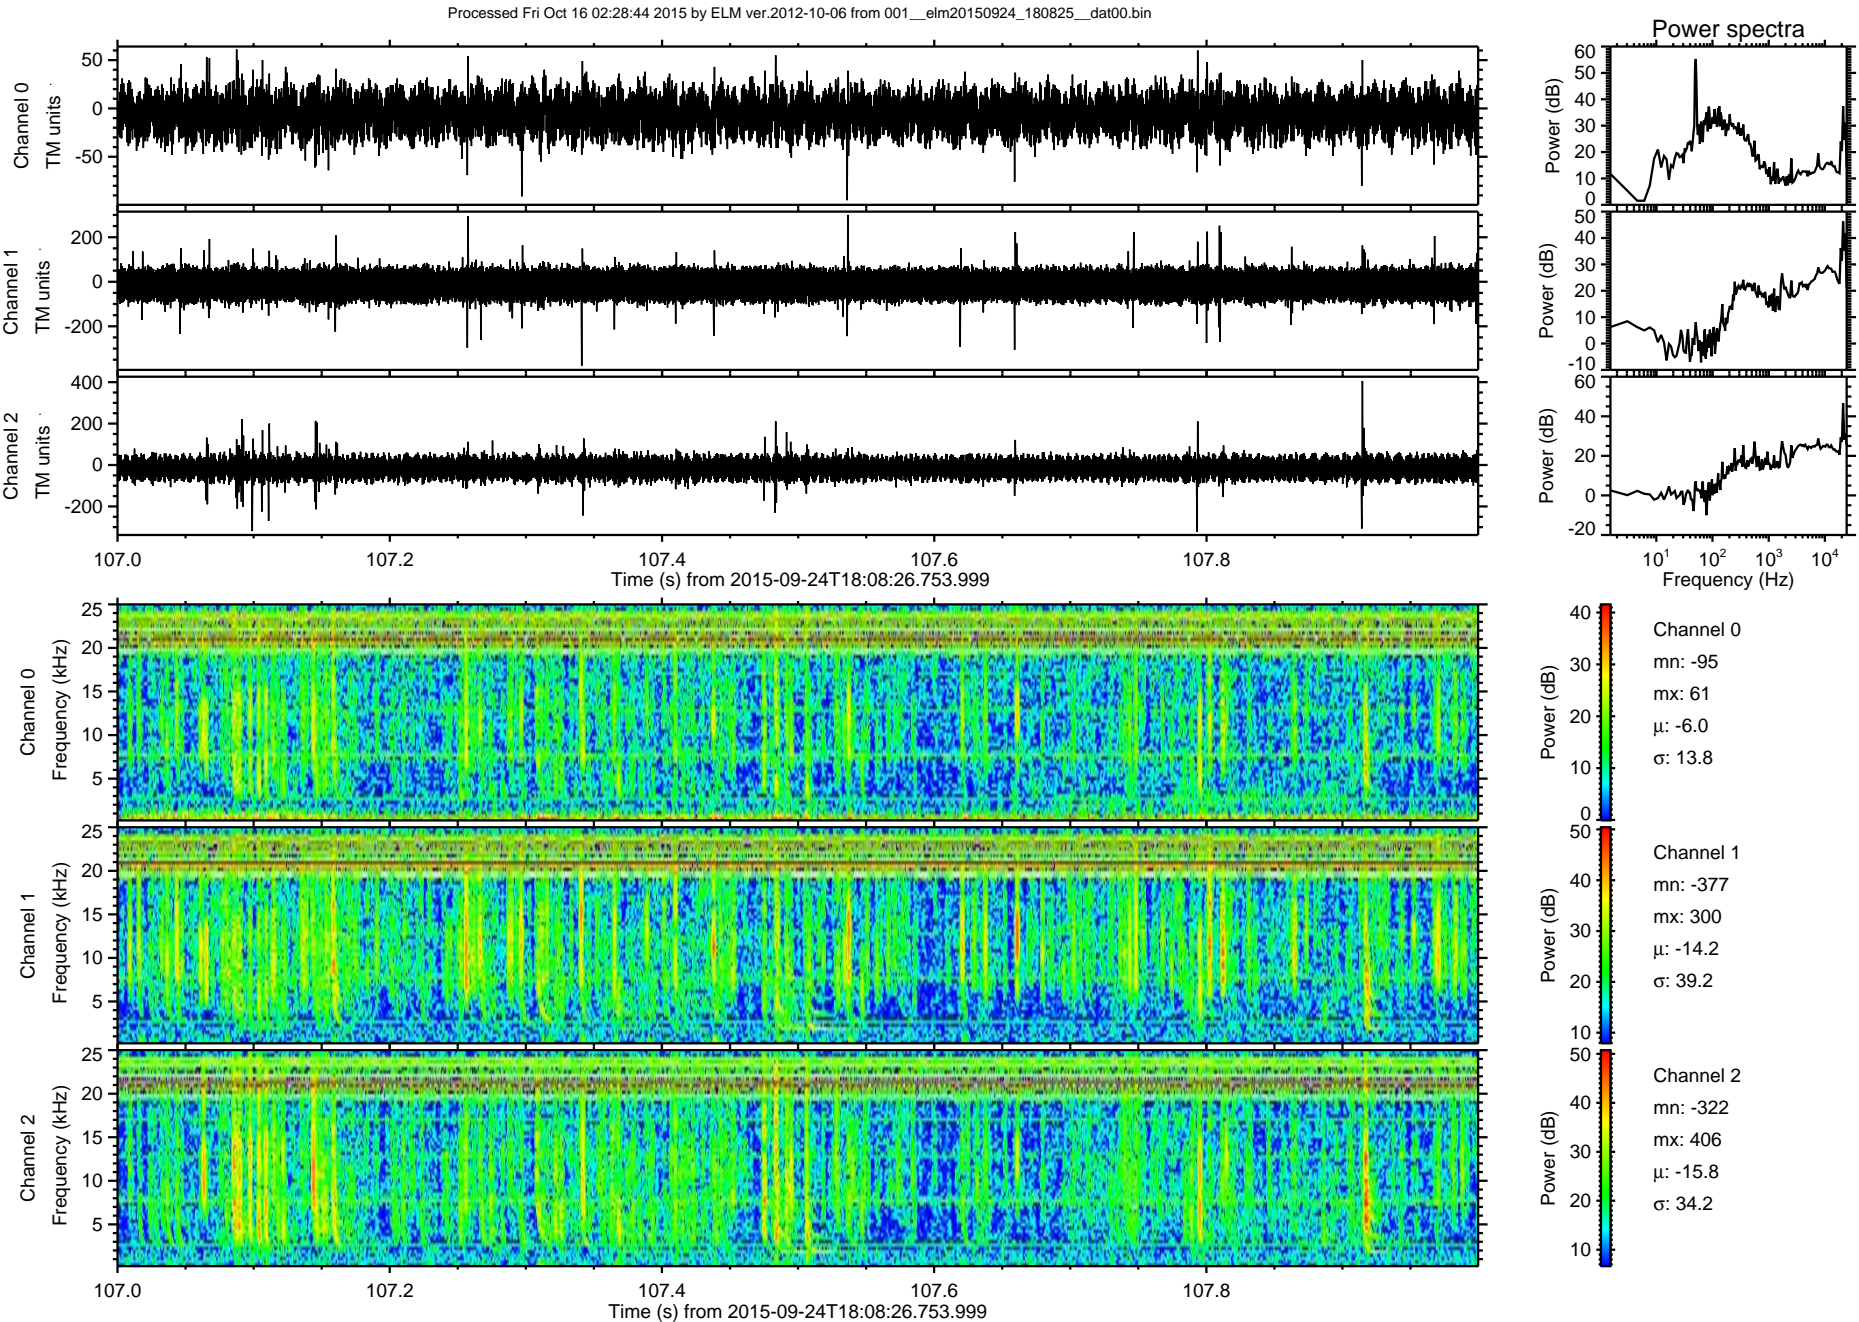 Processed Fri Oct 16 02:28:44 2015 by ELM ver.2012-10-06 from 001__elm20150924_180825__dat00.bin
Power spectra
Channel 0
TM units
50
0
-50
Power (dB)
60
50
40
30
20
10
0
Channel 1
TM units
200
0
-200
Power (dB)
50
40
30
20
10
0
-10
Channel 2
TM units
400
200
0
-200
Power (dB)
60
40
20
0
-20
107.0 107.2 107.4 107.6 107.8
Time (s) from 2015-09-24T18:08:26.753.999
10^1 10^2 10^3 10^4
Frequency (Hz)
Channel 0
Frequency (kHz)
25
20
15
10
5
Power (dB)
40
30
20
10
0
Channel 0
mn: -95
mx: 61
μ: -6.0
σ: 13.8
Channel 1
Frequency (kHz)
25
20
15
10
5
Power (dB)
50
40
30
20
10
Channel 1
mn: -377
mx: 300
μ: -14.2
σ: 39.2
Channel 2
Frequency (kHz)
25
20
15
10
5
Power (dB)
50
40
30
20
10
Channel 2
mn: -322
mx: 406
μ: -15.8
σ: 34.2
107.0 107.2 107.4 107.6 107.8
Time (s) from 2015-09-24T18:08:26.753.999